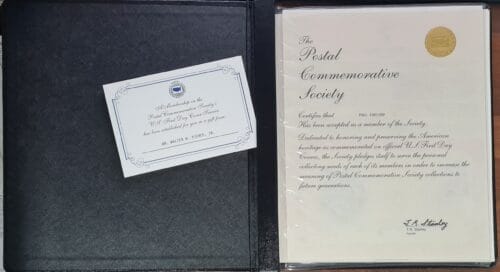 A Membership in the
Postal Commemorative Society's
U.S. First Day Cover Service
has been established for you as a gift from:
MR. WALTER H.
The
Postal
Commemorative
Society
Certifies that
Has been accepted as a member of the Society.
Dedicated to honoring and preserving the American
heritage as commemorated on official U.S. First Day
Covers, the Society pledges itself to serve the personal
collecting needs of each of its members in order to increase the
meaning of Postal Commemorative Society collections to
future generations.
T.R. Stanley
T.R. Stanley